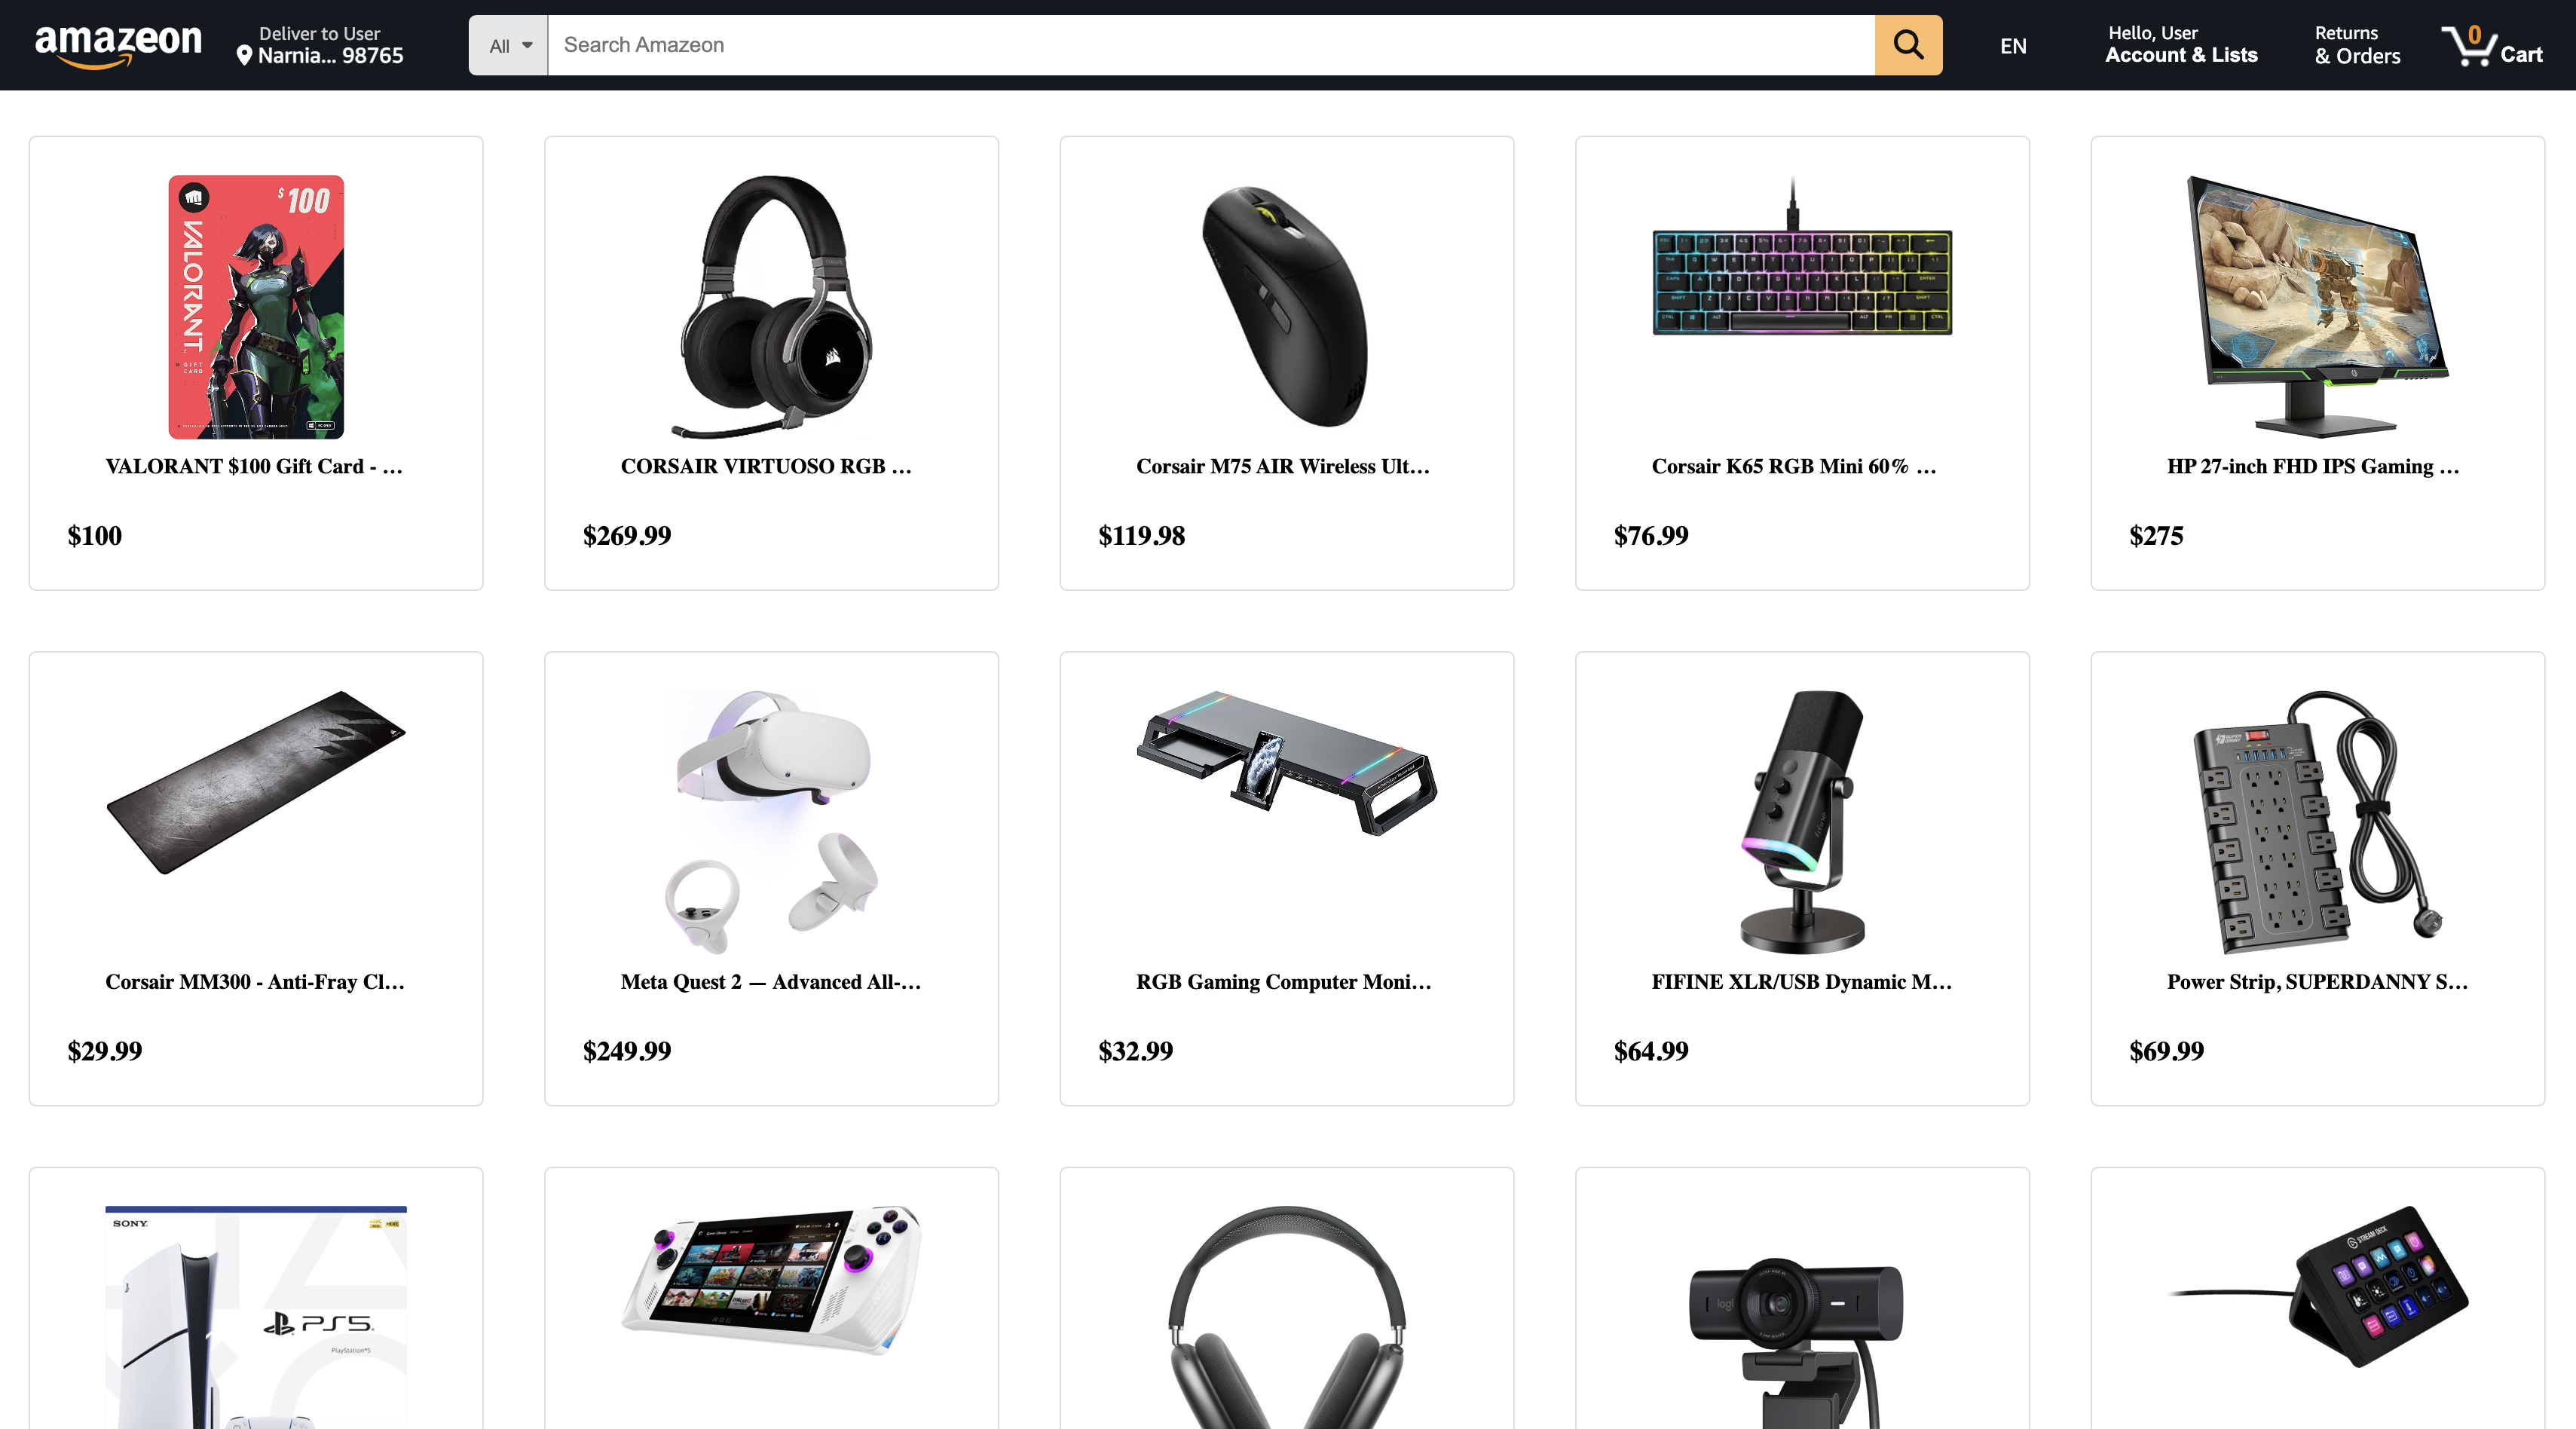 amazeon
Deliver to User
Narnia... 98765
All
Search Amazeon
EN
Hello, User
Account & Lists
Returns
& Orders
0
Cart
$100
VALORANT
GIFT
CARD
VALORANT $100 Gift Card - ...
$100
CORSAIR VIRTUOSO RGB ...
$269.99
Corsair M75 AIR Wireless Ult...
$119.98
Corsair K65 RGB Mini 60% ...
$76.99
HP 27-inch FHD IPS Gaming ...
$275
Corsair MM300 - Anti-Fray Cl...
$29.99
Meta Quest 2 — Advanced All-...
$249.99
RGB Gaming Computer Moni...
$32.99
FIFINE XLR/USB Dynamic M...
$64.99
Power Strip, SUPERDANNY S...
$69.99
SONY
PS5
PlayStation®5
logi
STREAM DECK